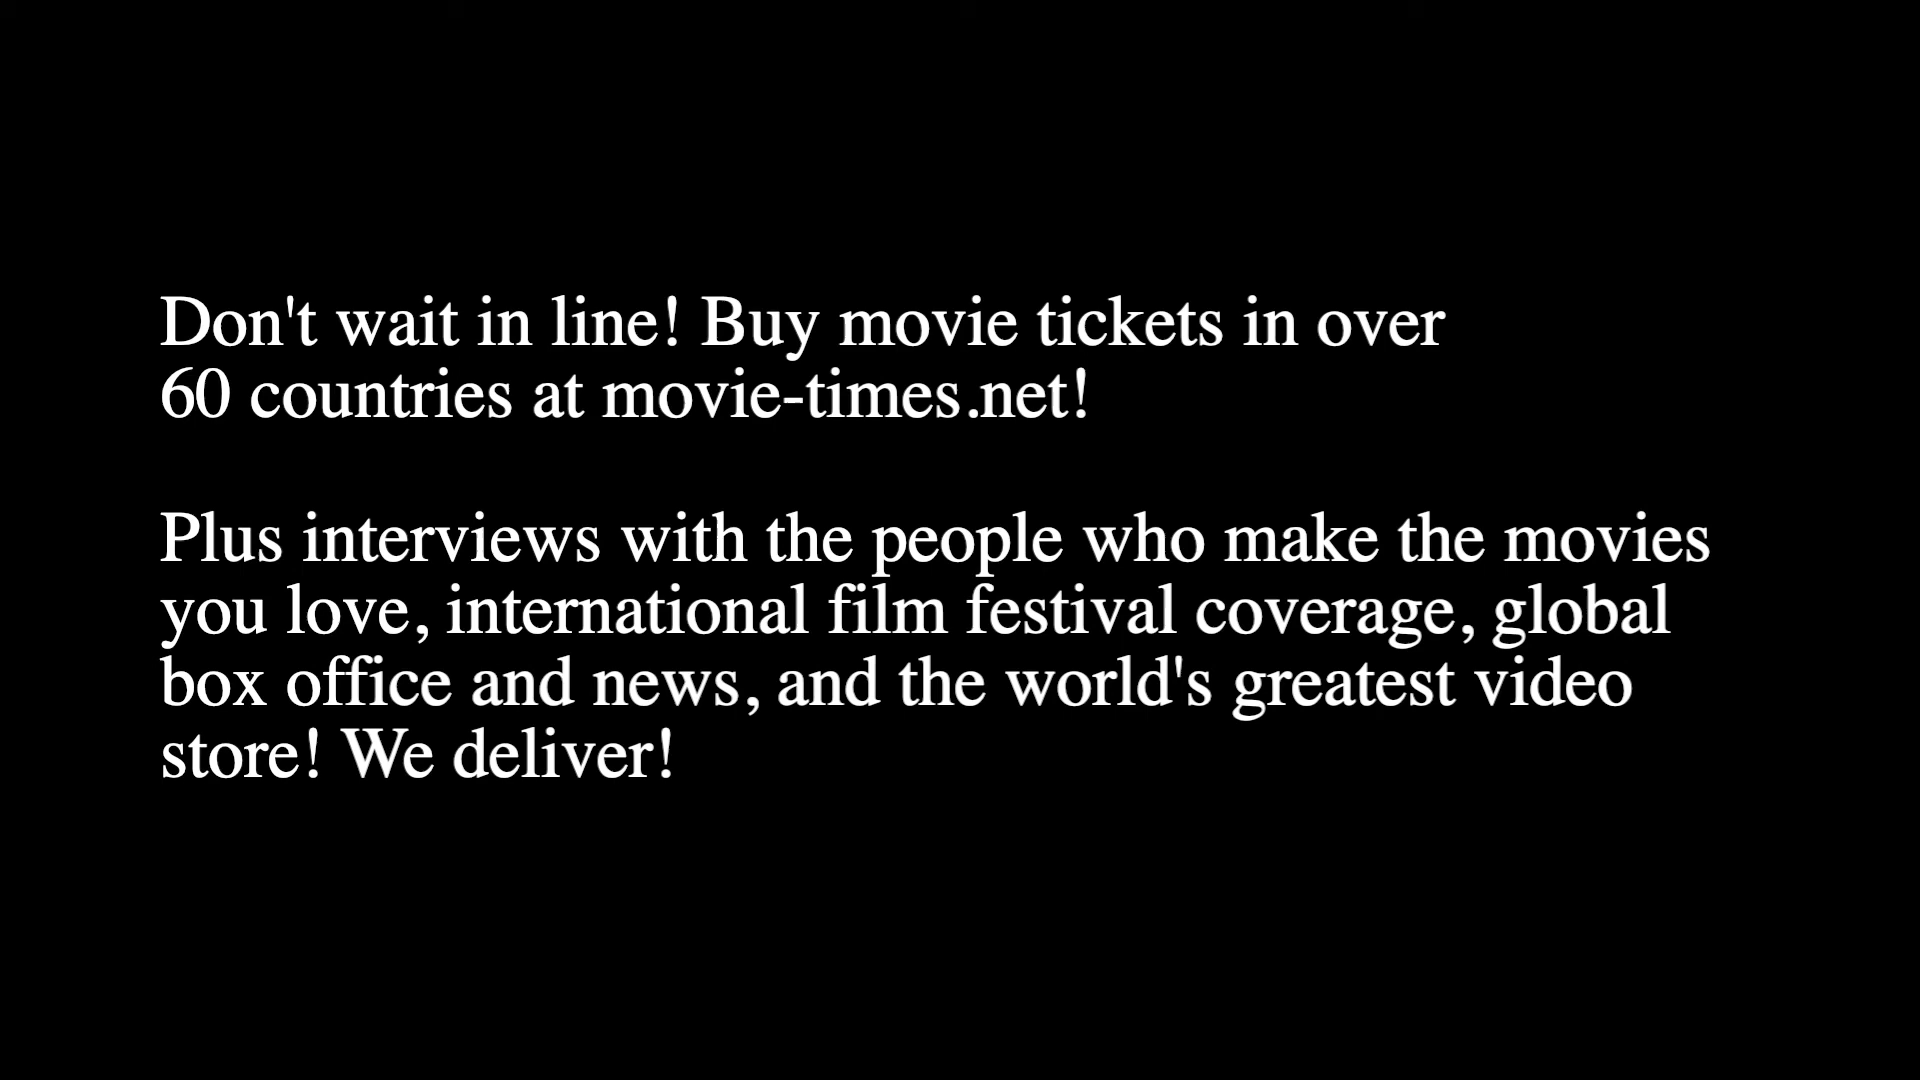 Don't wait in line! Buy movie tickets in over
60 countries at movie-times.net!
Plus interviews with the people who make the movies
you love, international film festival coverage, global
box office and news, and the world's greatest video
store! We deliver!